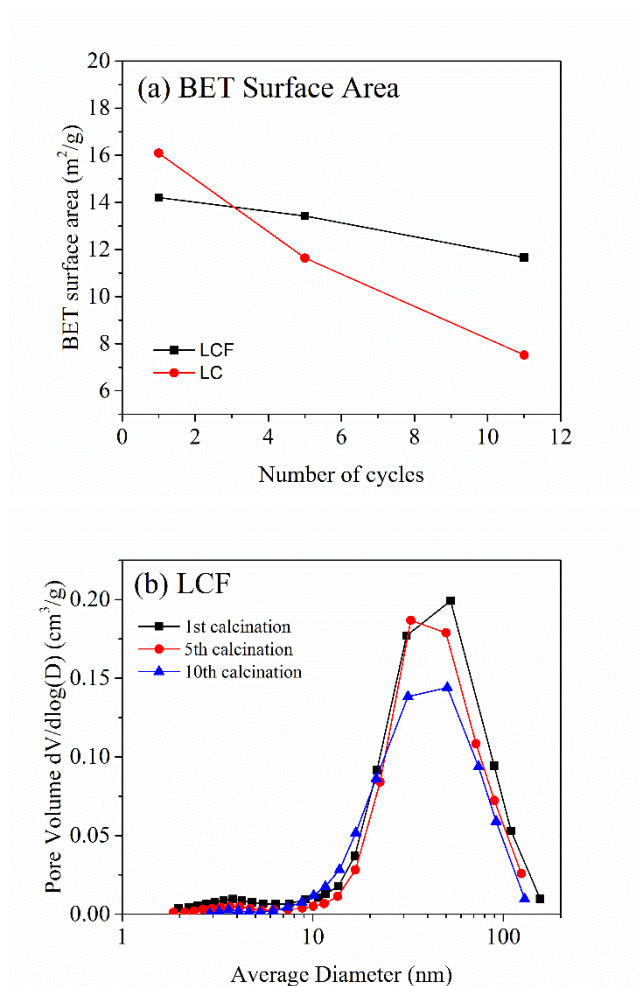 (a) BET Surface Area
BET surface area (m²/g)
20
18
16
14
12
10
8
6
LCF
LC
0 2 4 6 8 10 12
Number of cycles
(b) LCF
1st calcination
5th calcination
10th calcination
Pore Volume dV/dlog(D) (cm³/g)
0.20
0.15
0.10
0.05
0.00
1 10 100
Average Diameter (nm)